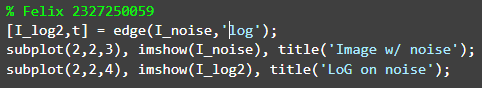 % Felix 2327250059
[I_log2,t] = edge(I_noise,'log');
subplot(2,2,3), imshow(I_noise), title('Image w/ noise');
subplot(2,2,4), imshow(I_log2), title('LoG on noise');